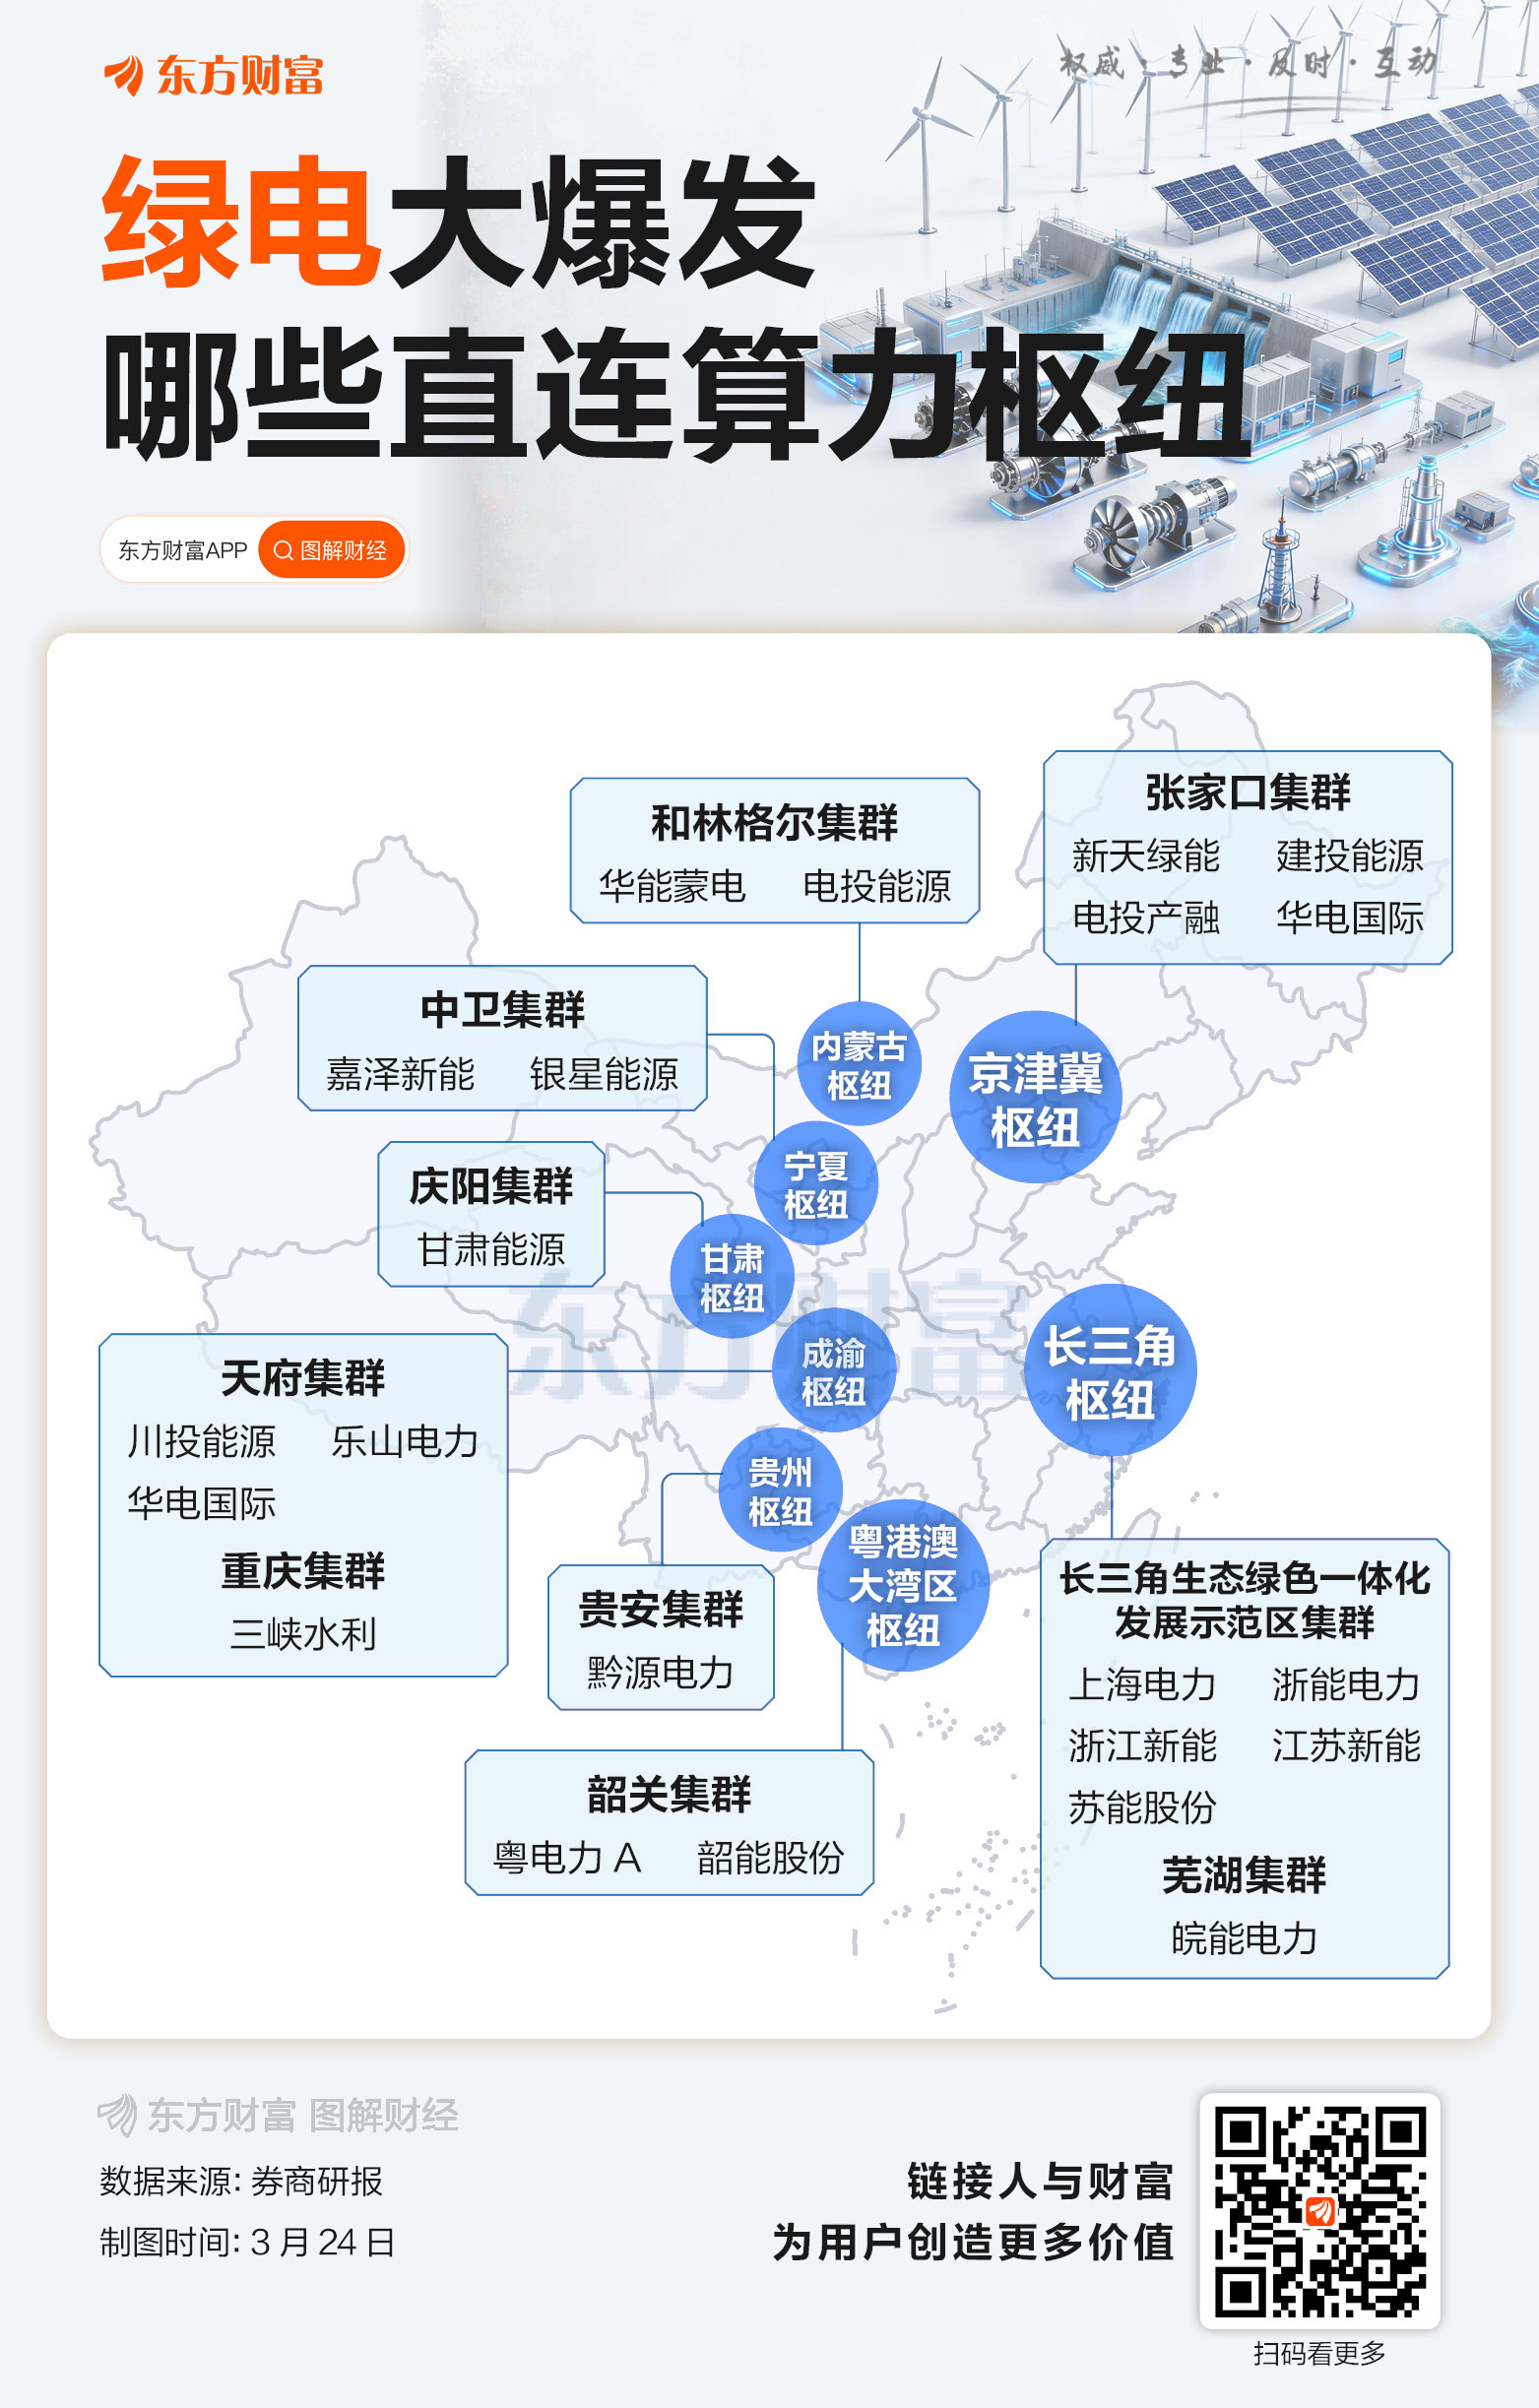 东方财富
权威·专业·及时·互动
绿电大爆发
哪些直连算力枢纽
东方财富APP 图解财经
张家口集群
新天绿能 建投能源
电投产融 华电国际
和林格尔集群
华能蒙电 电投能源
中卫集群
嘉泽新能 银星能源
内蒙古
枢纽
京津冀
枢纽
宁夏
枢纽
庆阳集群
甘肃能源
甘肃
枢纽
东方财富
成渝
枢纽
长三角
枢纽
天府集群
川投能源 乐山电力
华电国际
重庆集群
三峡水利
贵州
枢纽
粤港澳
大湾区
枢纽
贵安集群
黔源电力
长三角生态绿色一体化
发展示范区集群
上海电力 浙能电力
浙江新能 江苏新能
苏能股份
芜湖集群
皖能电力
韶关集群
粤电力 A 韶能股份
东方财富 图解财经
数据来源: 券商研报
制图时间: 3 月 24 日
链接人与财富
为用户创造更多价值
扫码看更多